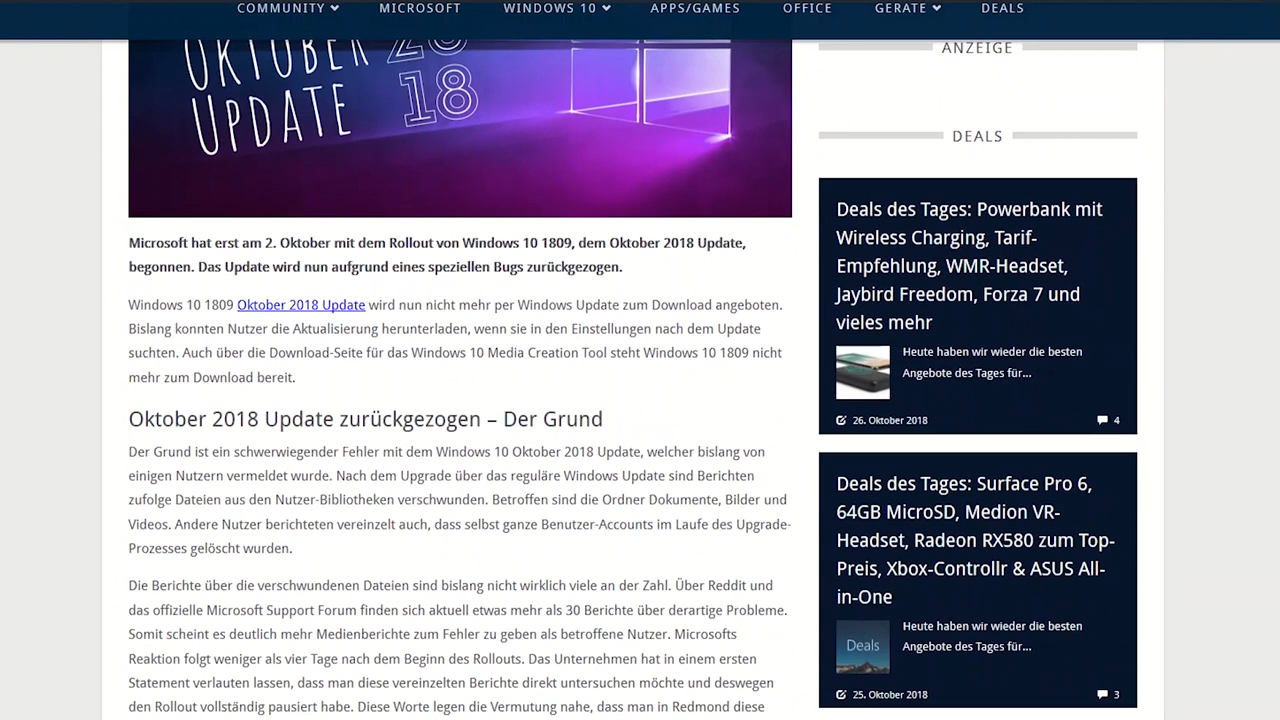 COMMUNITY MICROSOFT WINDOWS 10 APPS/GAMES OFFICE GERÄTE DEALS
OKTOBER 20
UPDATE 18
Microsoft hat erst am 2. Oktober mit dem Rollout von Windows 10 1809, dem Oktober 2018 Update,
begonnen. Das Update wird nun aufgrund eines speziellen Bugs zurückgezogen.
Windows 10 1809 Oktober 2018 Update wird nun nicht mehr per Windows Update zum Download angeboten.
Bislang konnten Nutzer die Aktualisierung herunterladen, wenn sie in den Einstellungen nach dem Update
suchten. Auch über die Download-Seite für das Windows 10 Media Creation Tool steht Windows 10 1809 nicht
mehr zum Download bereit.
Oktober 2018 Update zurückgezogen – Der Grund
Der Grund ist ein schwerwiegender Fehler mit dem Windows 10 Oktober 2018 Update, welcher bislang von
einigen Nutzern vermeldet wurde. Nach dem Upgrade über das reguläre Windows Update sind Berichten
zufolge Dateien aus den Nutzer-Bibliotheken verschwunden. Betroffen sind die Ordner Dokumente, Bilder und
Videos. Andere Nutzer berichteten vereinzelt auch, dass selbst ganze Benutzer-Accounts im Laufe des Upgrade-
Prozesses gelöscht wurden.
Die Berichte über die verschwundenen Dateien sind bislang nicht wirklich viele an der Zahl. Über Reddit und
das offizielle Microsoft Support Forum finden sich aktuell etwas mehr als 30 Berichte über derartige Probleme.
Somit scheint es deutlich mehr Medienberichte zum Fehler zu geben als betroffene Nutzer. Microsofts
Reaktion folgt weniger als vier Tage nach dem Beginn des Rollouts. Das Unternehmen hat in einem ersten
Statement verlauten lassen, dass man diese vereinzelten Berichte direkt untersuchen möchte und deswegen
den Rollout vollständig pausiert habe. Diese Worte legen die Vermutung nahe, dass man in Redmond diese
ANZEIGE
DEALS
Deals des Tages: Powerbank mit
Wireless Charging, Tarif-
Empfehlung, WMR-Headset,
Jaybird Freedom, Forza 7 und
vieles mehr
Heute haben wir wieder die besten
Angebote des Tages für...
26. Oktober 2018 4
Deals des Tages: Surface Pro 6,
64GB MicroSD, Medion VR-
Headset, Radeon RX580 zum Top-
Preis, Xbox-Controllr & ASUS All-
in-One
Deals
Heute haben wir wieder die besten
Angebote des Tages für...
25. Oktober 2018 3